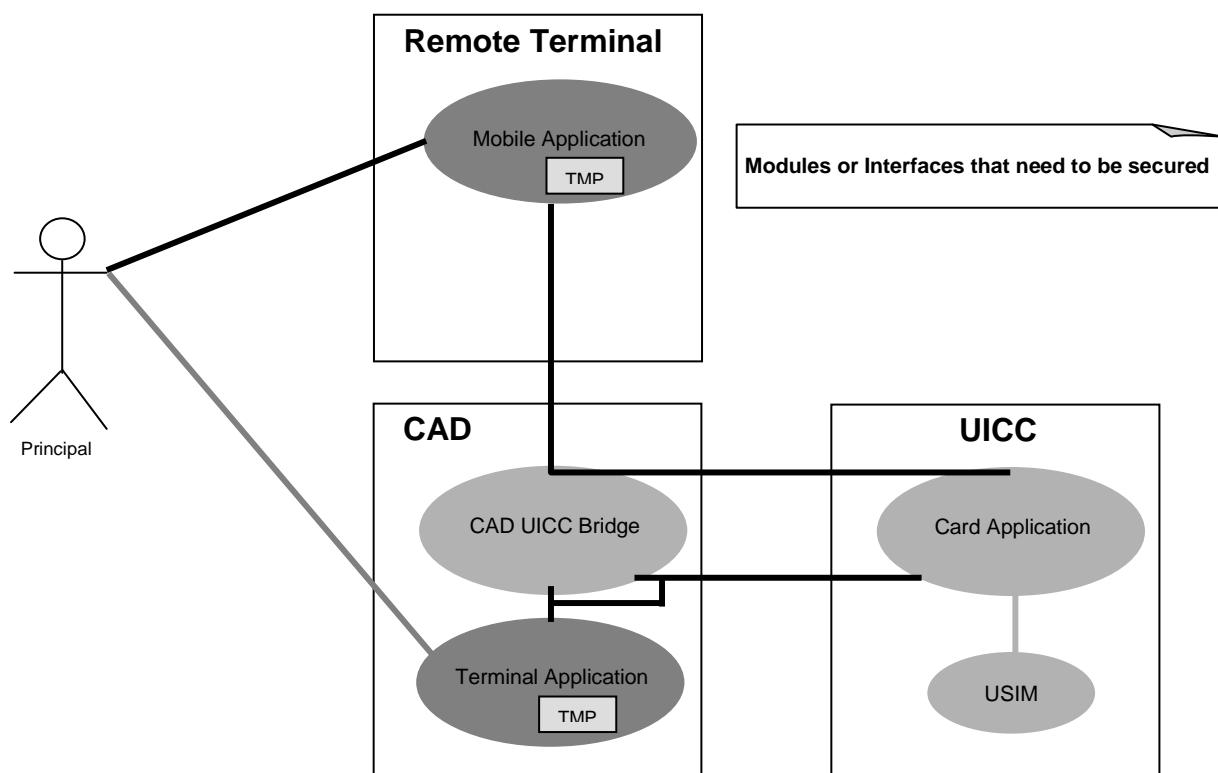 Remote Terminal
Mobile Application
TMP
Modules or Interfaces that need to be secured
Principal
CAD
UICC
CAD UICC Bridge
Card Application
Terminal Application
TMP
USIM